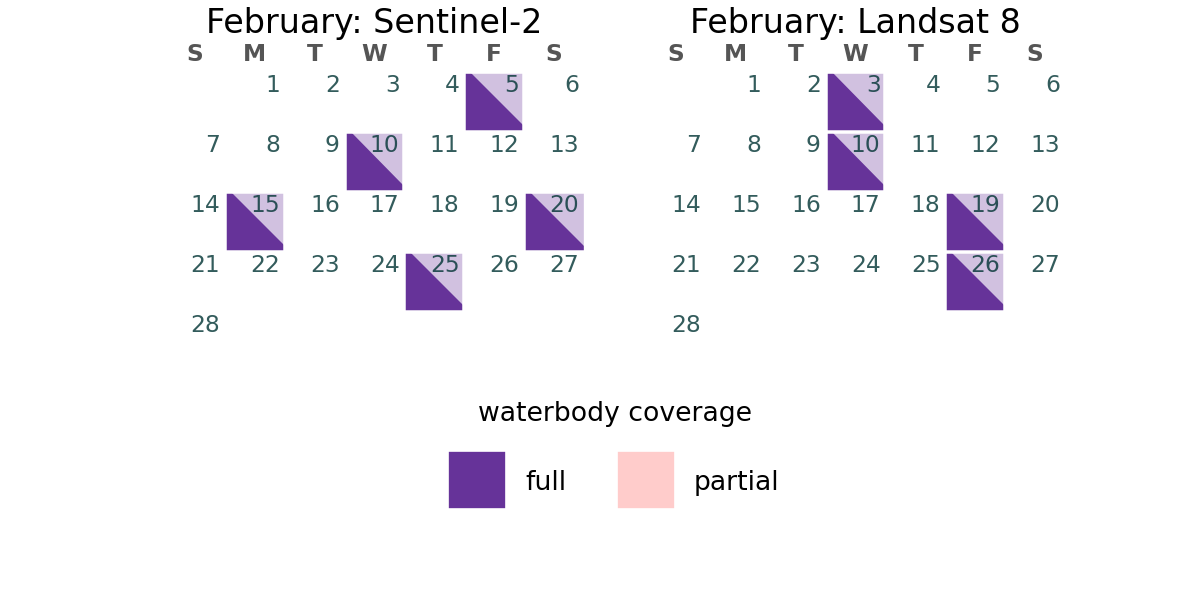 February: Sentinel-2
S M T W T F S
1 2 3 4 5 6
7 8 9 10 11 12 13
14 15 16 17 18 19 20
21 22 23 24 25 26 27
28
February: Landsat 8
S M T W T F S
1 2 3 4 5 6
7 8 9 10 11 12 13
14 15 16 17 18 19 20
21 22 23 24 25 26 27
28
waterbody coverage
full
partial